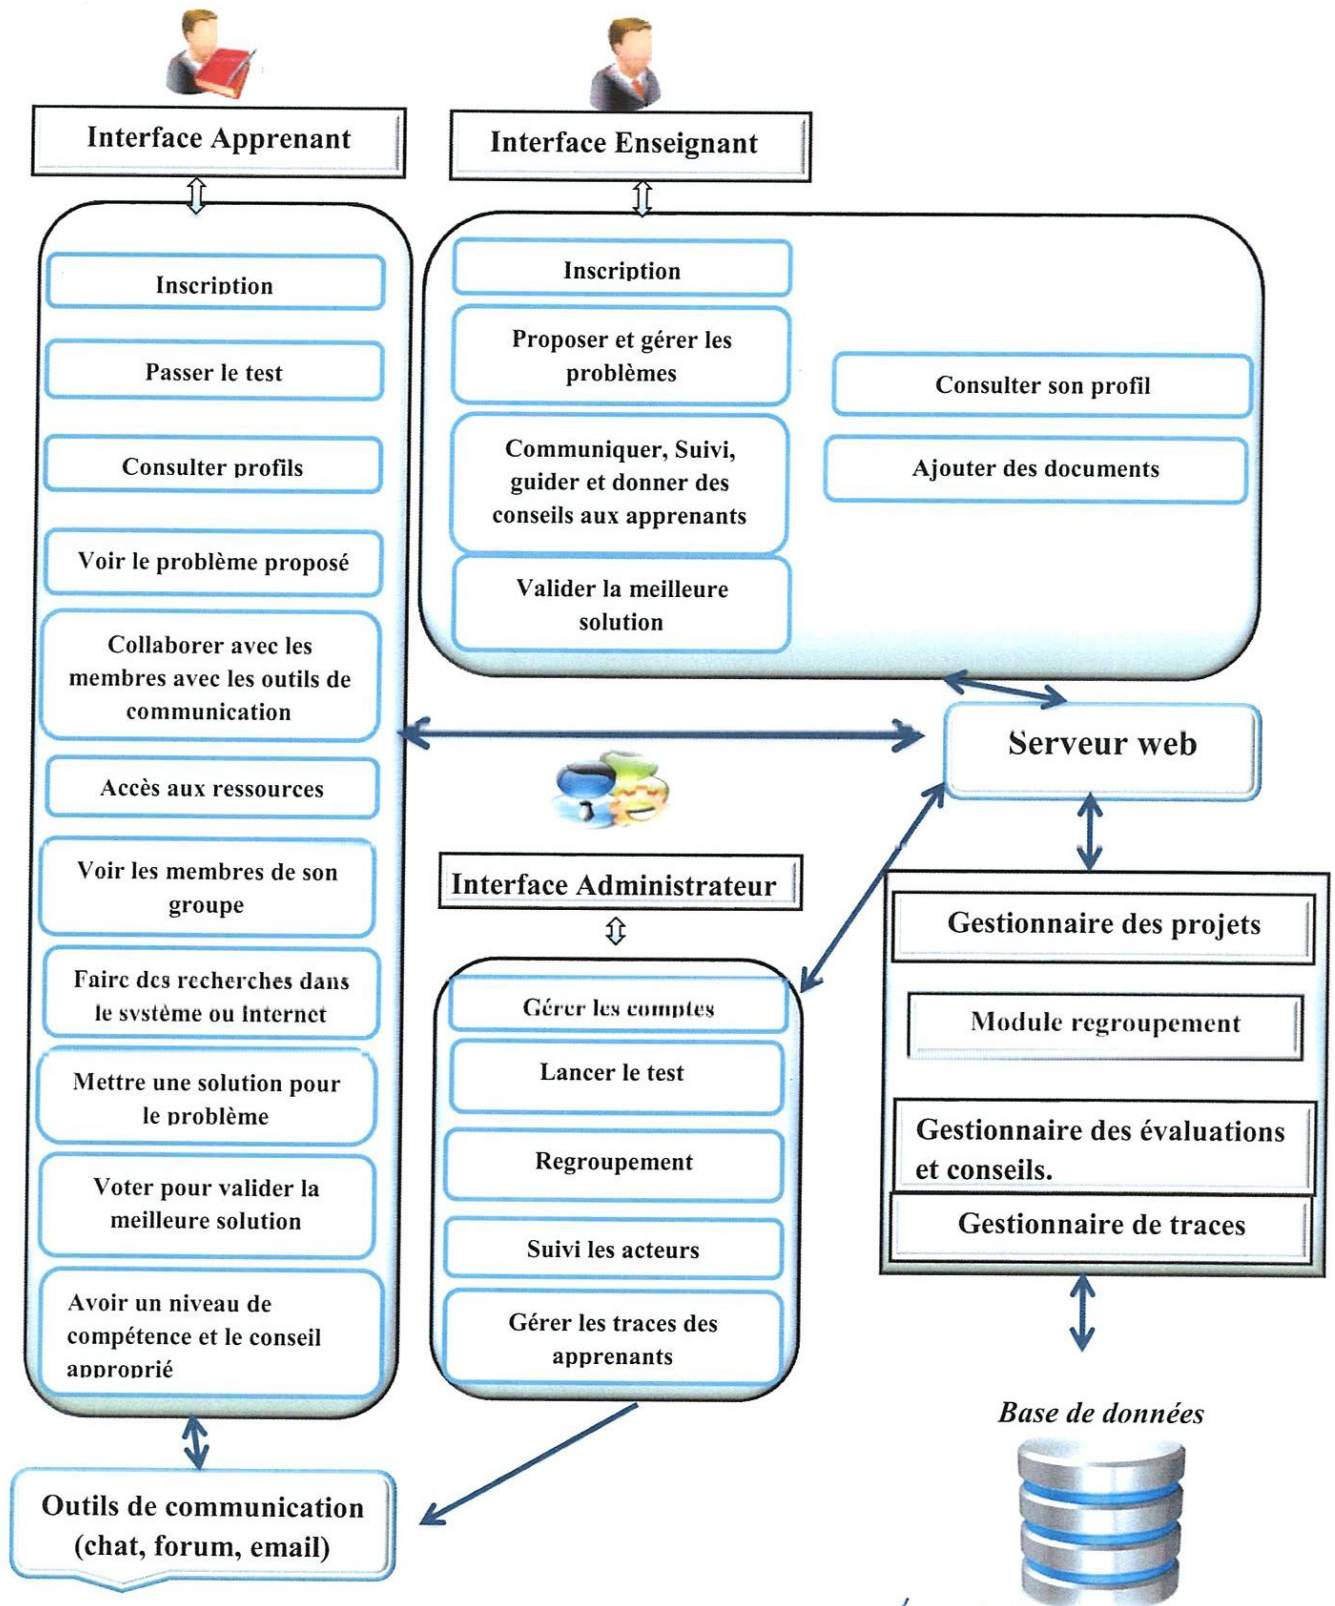 Interface Apprenant
Inscription
Passer le test
Consulter profils
Voir le problème proposé
Collaborer avec les
membres avec les outils de
communication
Accès aux ressources
Voir les membres de son
groupe
Faire des recherches dans
le système ou internet
Mettre une solution pour
le problème
Voter pour valider la
meilleure solution
Avoir un niveau de
compétence et le conseil
approprié
Outils de communication
(chat, forum, email)
Interface Enseignant
Inscription
Proposer et gérer les
problèmes
Communiquer, Suivi,
guider et donner des
conseils aux apprenants
Valider la meilleure
solution
Consulter son profil
Ajouter des documents
Serveur web
Interface Administrateur
Gérer les comptes
Lancer le test
Regroupement
Suivi les acteurs
Gérer les traces des
apprenants
Gestionnaire des projets
Module regroupement
Gestionnaire des évaluations
et conseils.
Gestionnaire de traces
Base de données